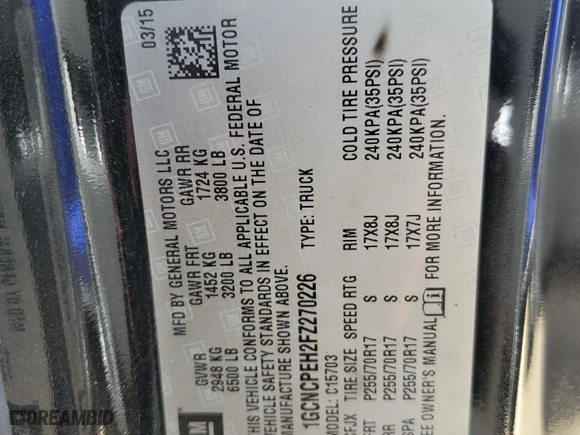 MFD BY GENERAL MOTORS LLC
03/15
GVWR GAWR FRT GAWR RR
2948 KG 1452 KG 1724 KG
6500 LB 3200 LB 3800 LB
GM
THIS VEHICLE CONFORMS TO ALL APPLICABLE U.S. FEDERAL MOTOR
VEHICLE SAFETY STANDARDS IN EFFECT ON THE DATE OF
MANUFACTURE SHOWN ABOVE.
1GCNCPEH2FZ270226 TYPE: TRUCK
MODEL: C15703
CFJX TIRE SIZE SPEED RTG RIM COLD TIRE PRESSURE
FRT P255/70R17 S 17X8J 240KPA(35PSI)
RR P255/70R17 S 17X8J 240KPA(35PSI)
SPA P255/70R17 S 17X7J 240KPA(35PSI)
SEE OWNER'S MANUAL FOR MORE INFORMATION.
© DREAMBID